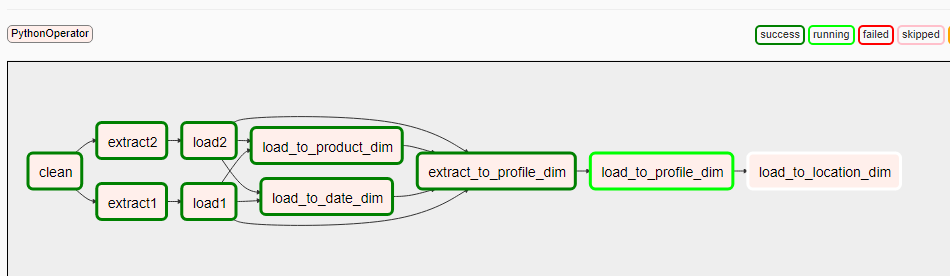 PythonOperator
success running failed skipped
extract2 load2
load_to_product_dim
clean
extract_to_profile_dim load_to_profile_dim load_to_location_dim
extract1 load1
load_to_date_dim